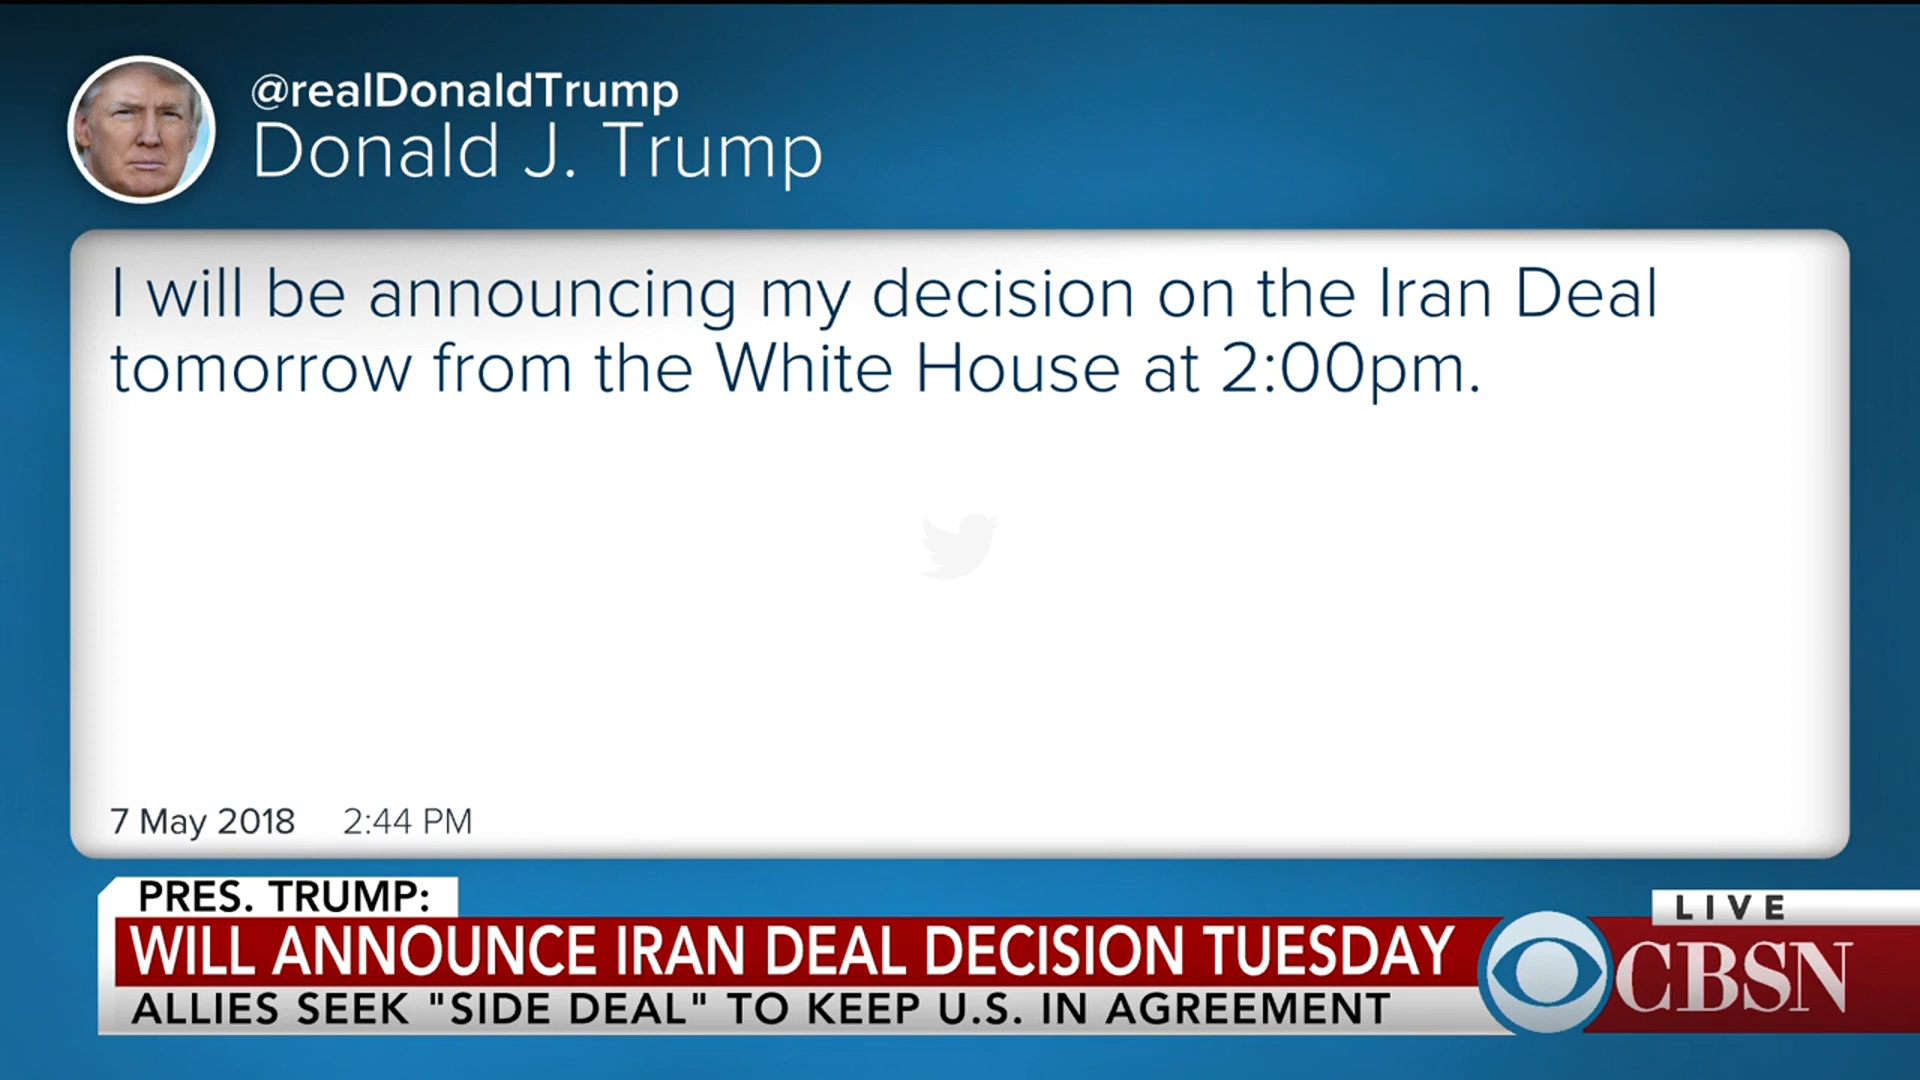 @realDonaldTrump
Donald J. Trump
I will be announcing my decision on the Iran Deal
tomorrow from the White House at 2:00pm.
7 May 2018 2:44 PM
PRES. TRUMP:
WILL ANNOUNCE IRAN DEAL DECISION TUESDAY
ALLIES SEEK "SIDE DEAL" TO KEEP U.S. IN AGREEMENT
LIVE
CBSN